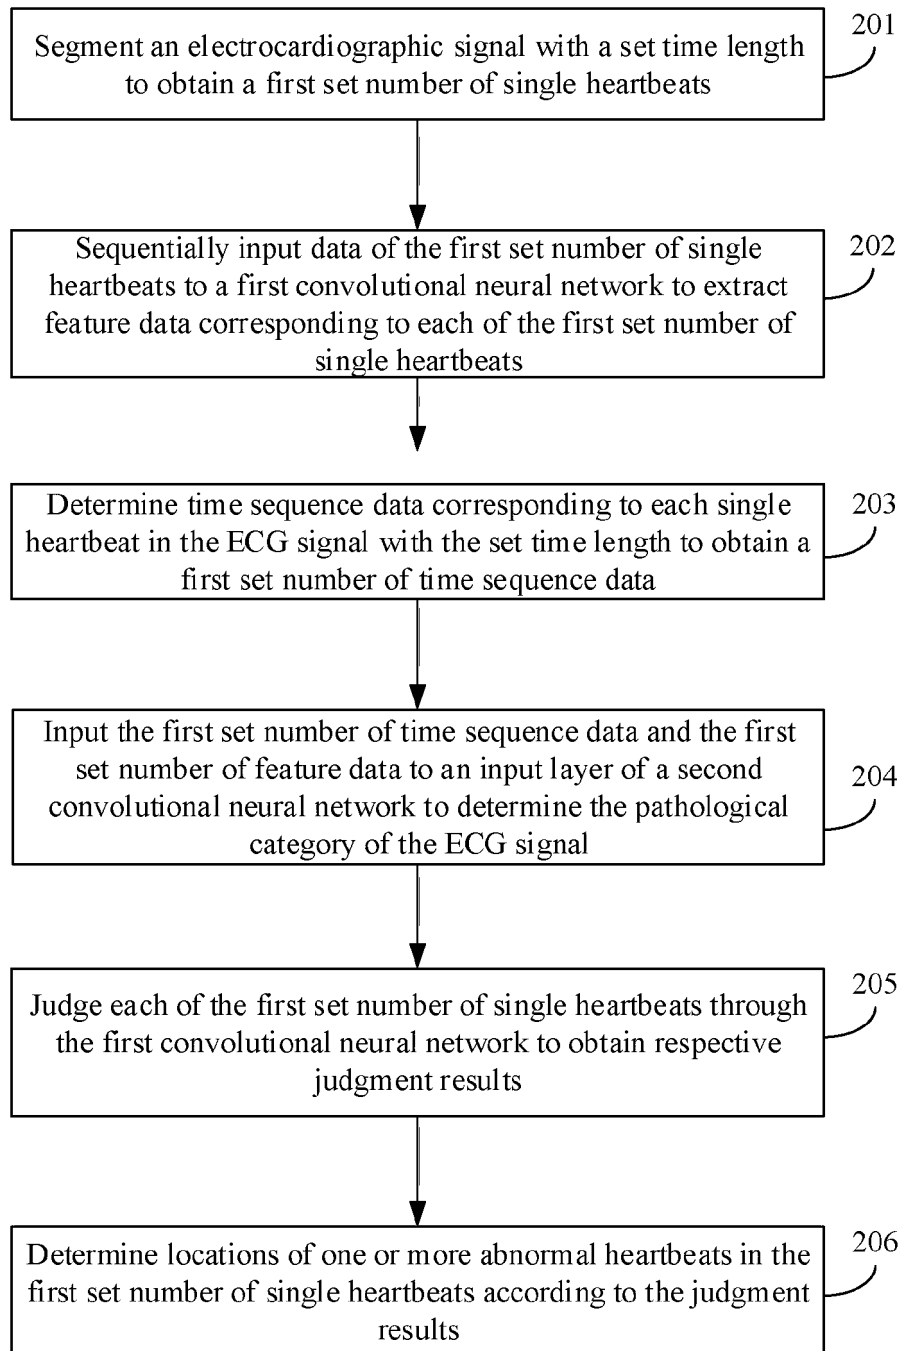 201
Segment an electrocardiographic signal with a set time length
to obtain a first set number of single heartbeats
202
Sequentially input data of the first set number of single
heartbeats to a first convolutional neural network to extract
feature data corresponding to each of the first set number of
single heartbeats
203
Determine time sequence data corresponding to each single
heartbeat in the ECG signal with the set time length to obtain a
first set number of time sequence data
204
Input the first set number of time sequence data and the first
set number of feature data to an input layer of a second
convolutional neural network to determine the pathological
category of the ECG signal
205
Judge each of the first set number of single heartbeats through
the first convolutional neural network to obtain respective
judgment results
206
Determine locations of one or more abnormal heartbeats in the
first set number of single heartbeats according to the judgment
results